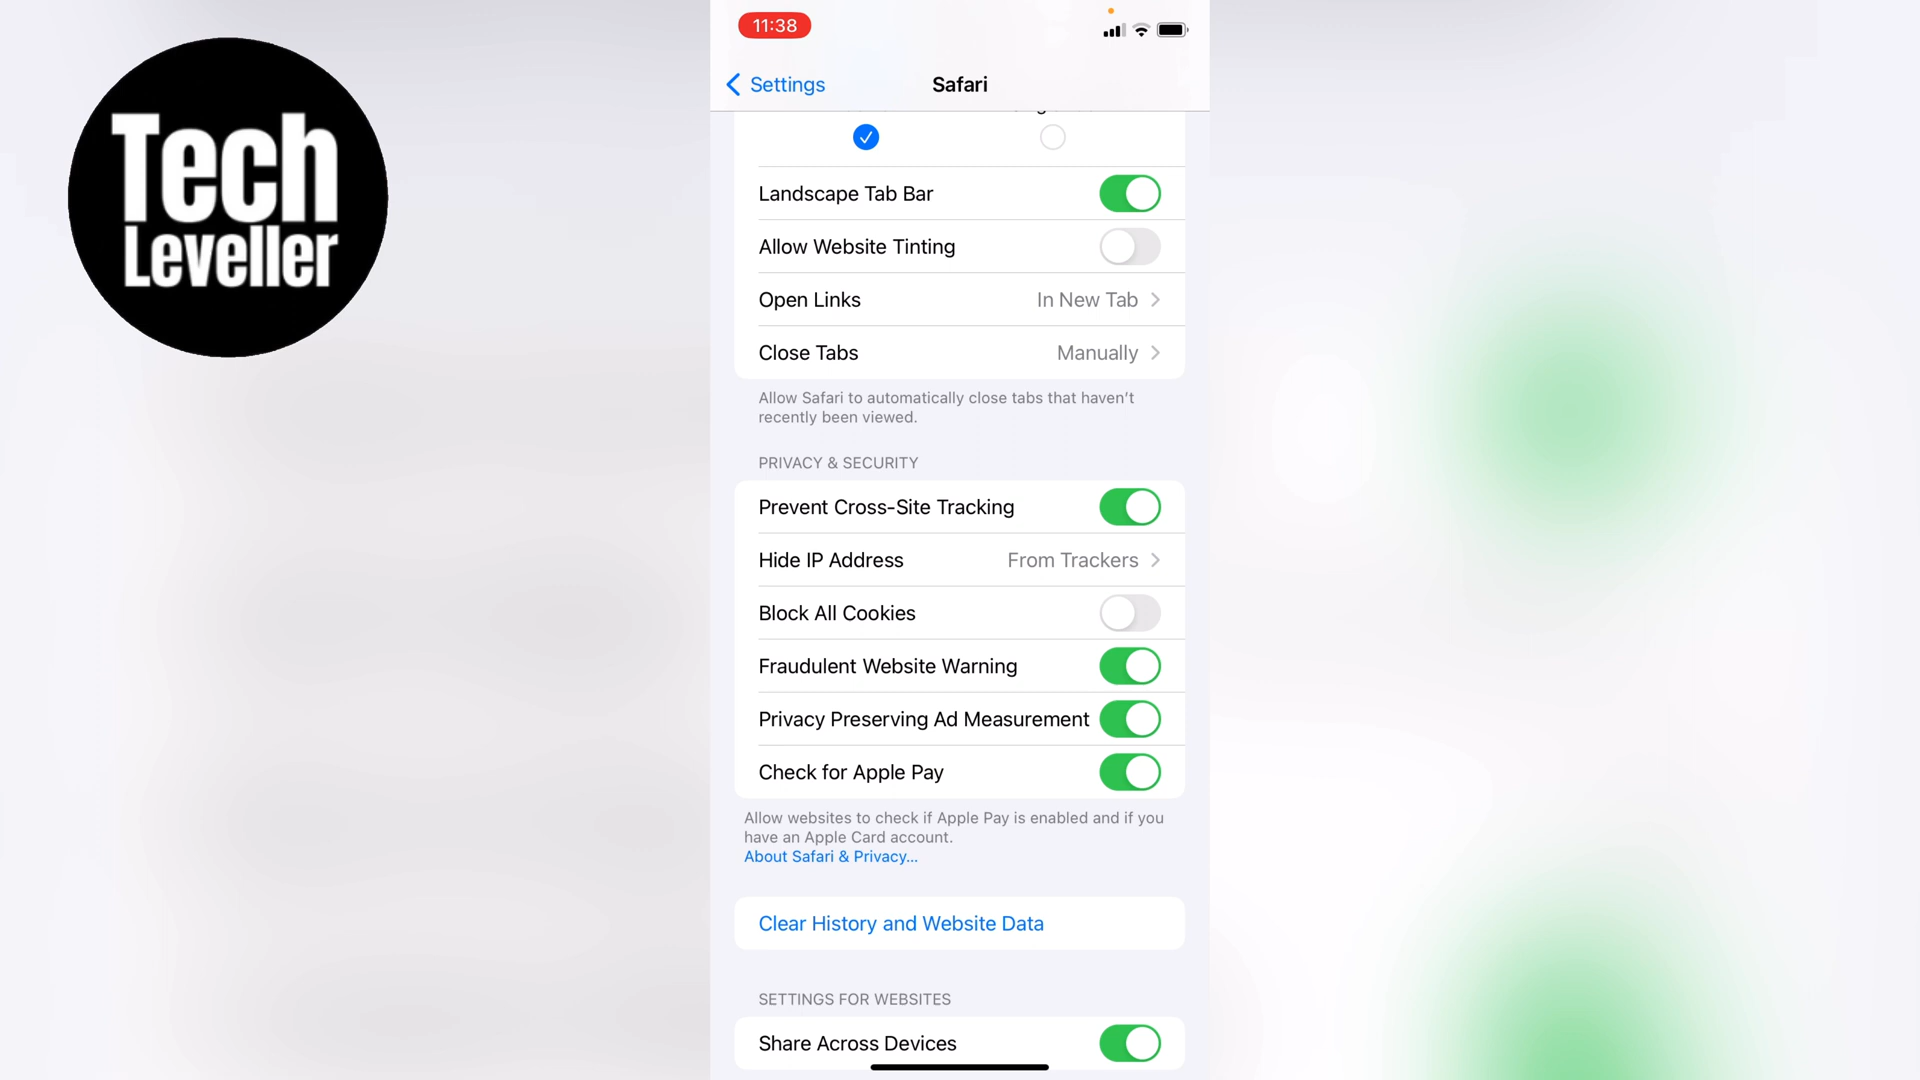 Tech
Leveller
11:38
Settings
Safari
Landscape Tab Bar
Allow Website Tinting
Open Links In New Tab
Close Tabs Manually
Allow Safari to automatically close tabs that haven't
recently been viewed.
PRIVACY & SECURITY
Prevent Cross-Site Tracking
Hide IP Address From Trackers
Block All Cookies
Fraudulent Website Warning
Privacy Preserving Ad Measurement
Check for Apple Pay
Allow websites to check if Apple Pay is enabled and if you
have an Apple Card account.
About Safari & Privacy...
Clear History and Website Data
SETTINGS FOR WEBSITES
Share Across Devices